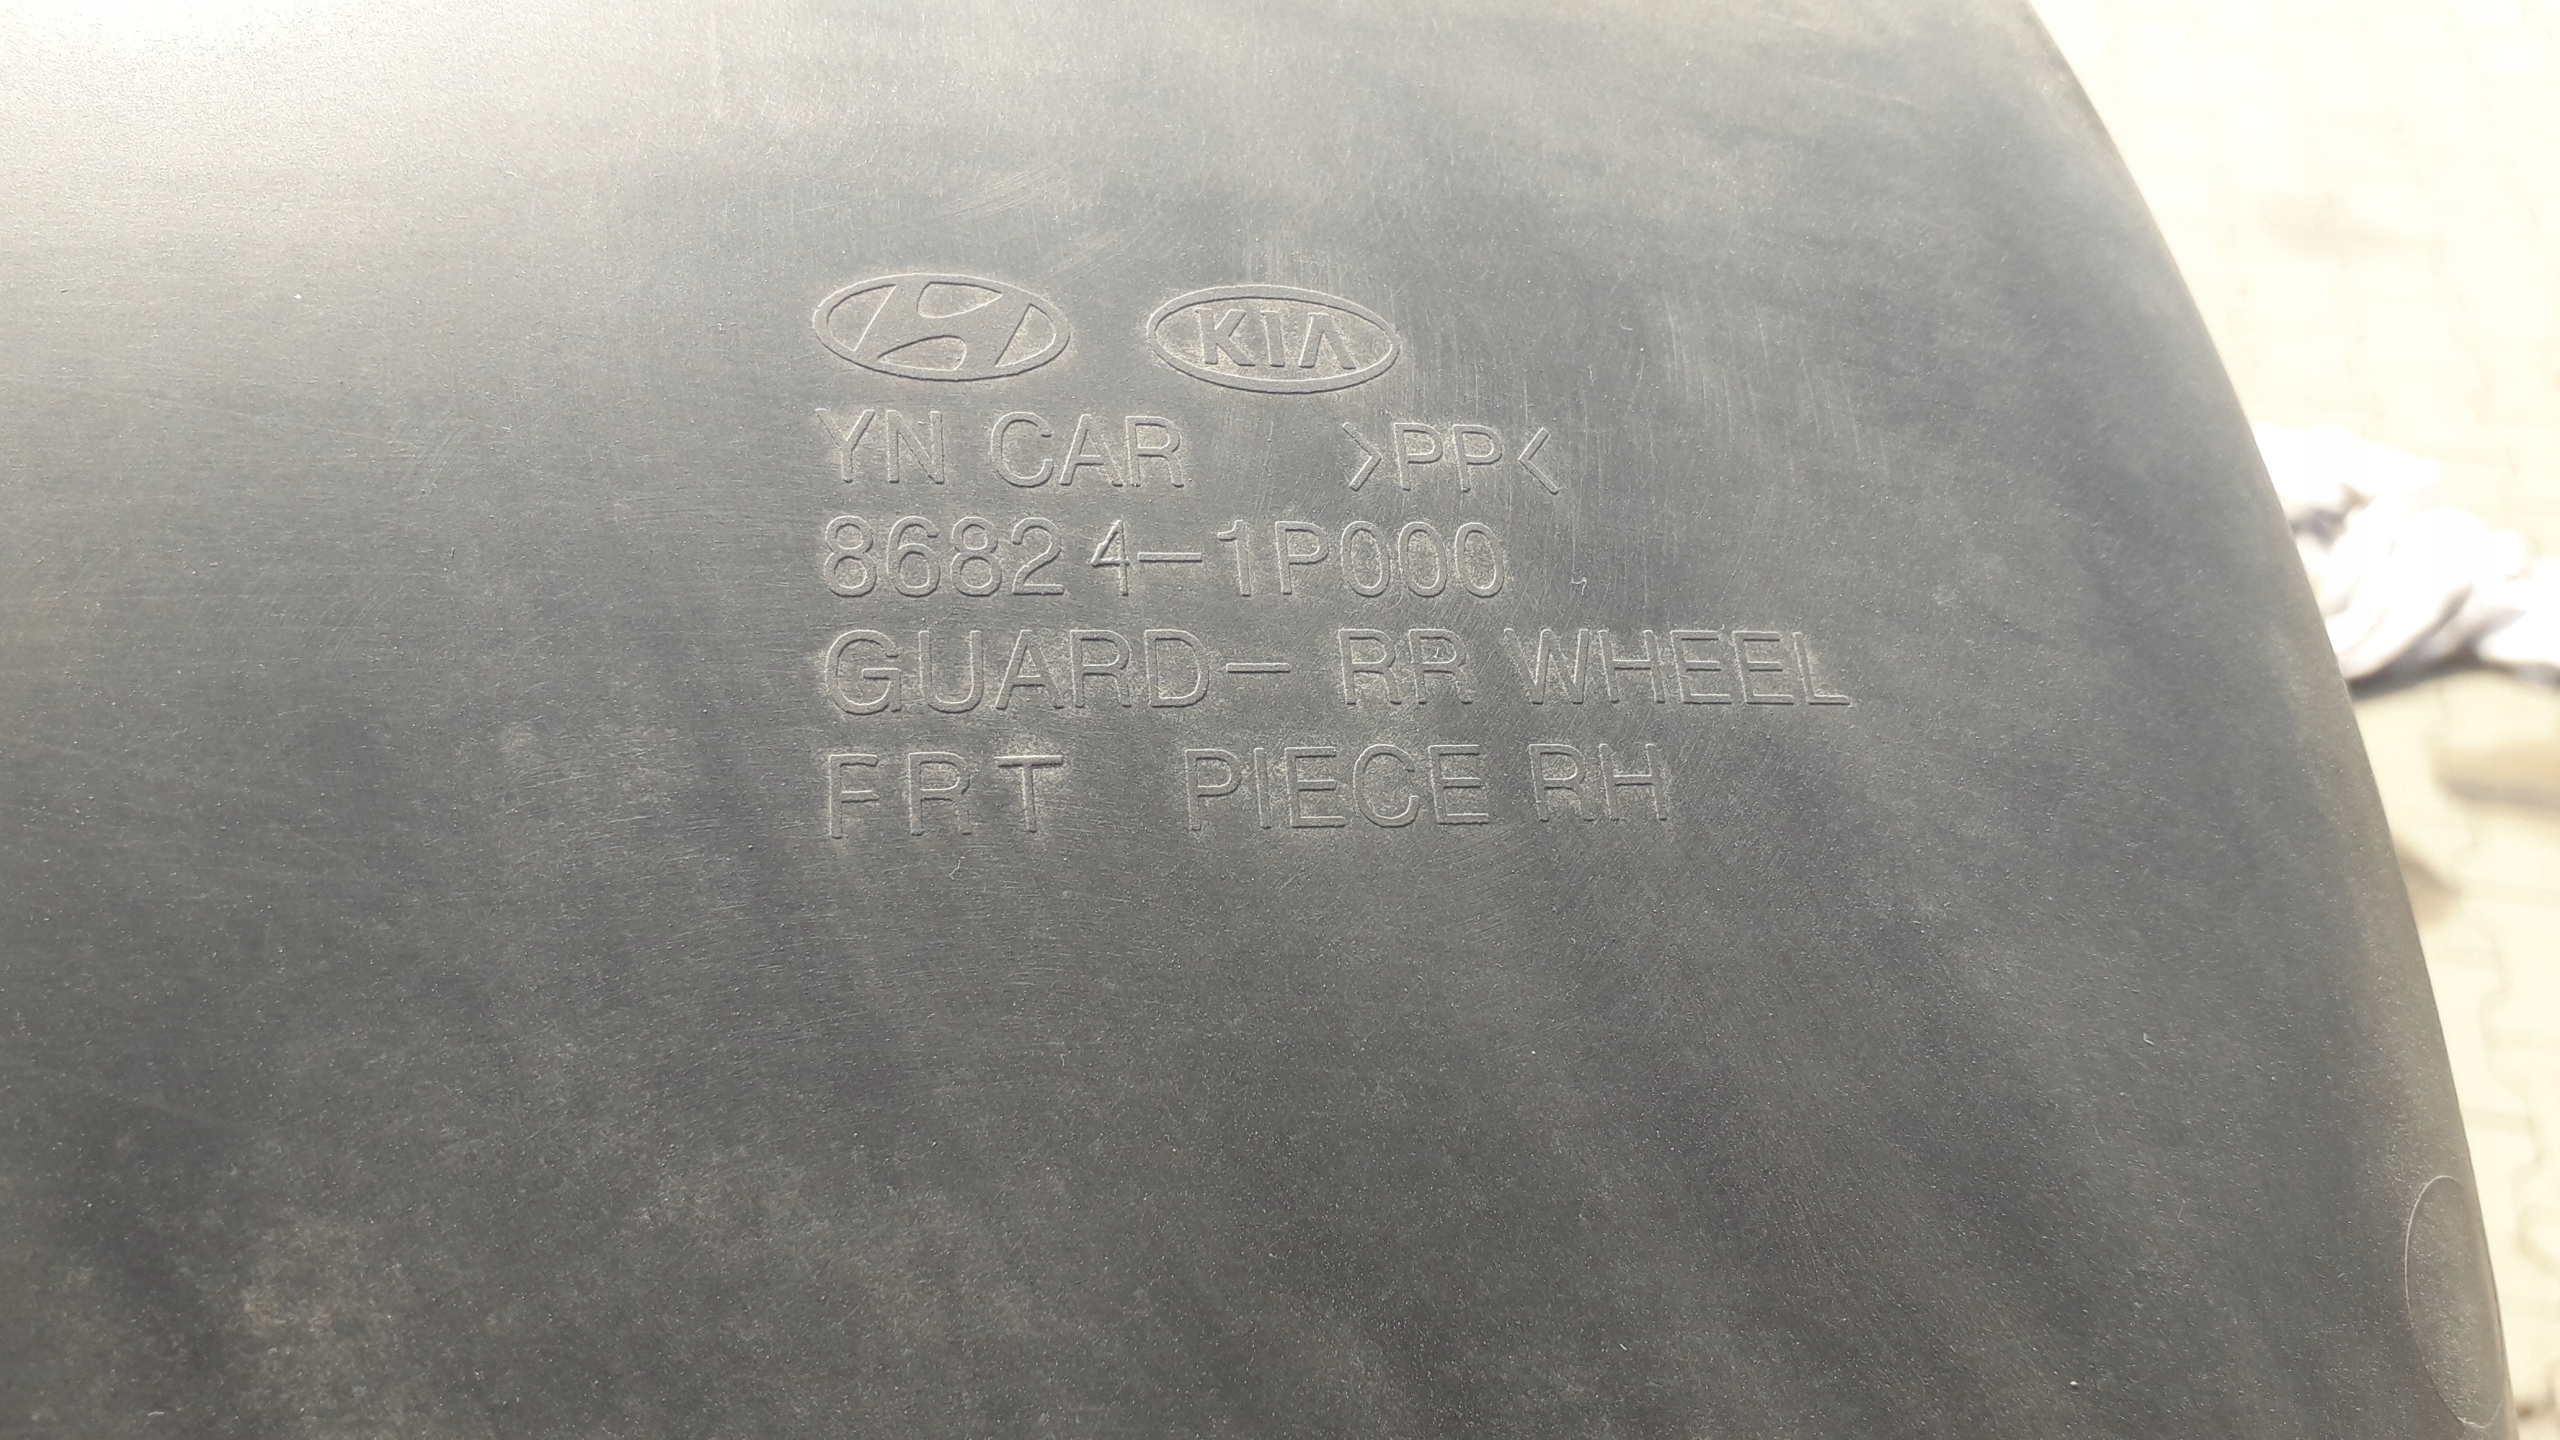 KIA
YN CAR >PP<
86824-1P000
GUARD- RR WHEEL
FRT PIECE RH